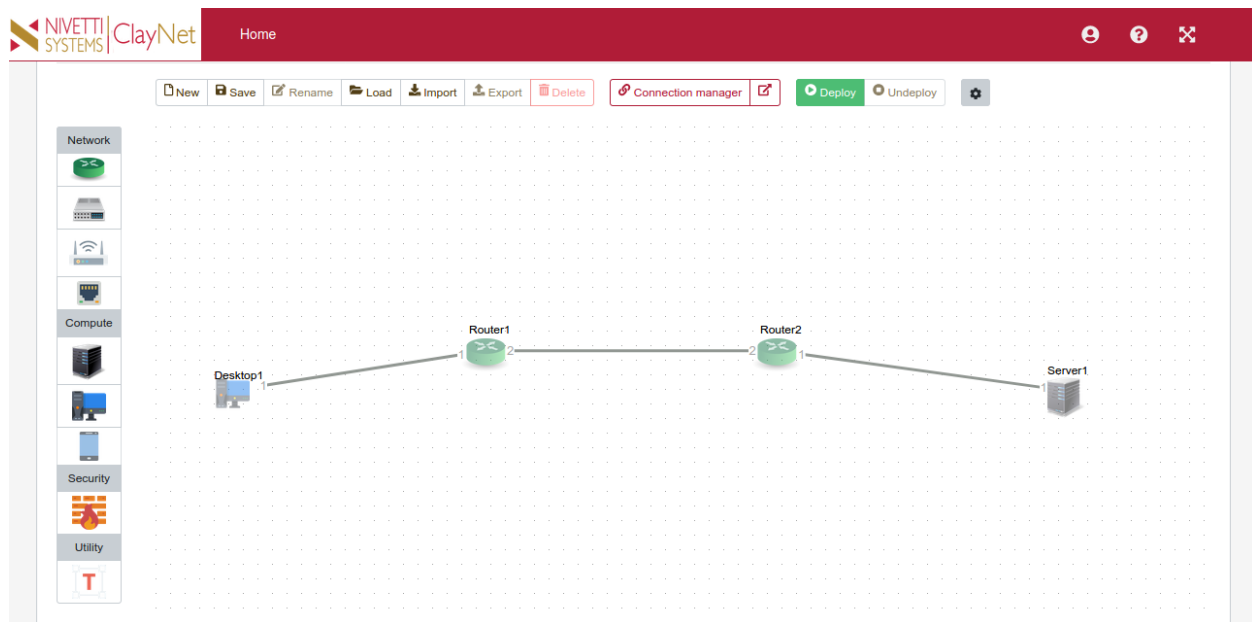 NIVETTI SYSTEMS ClayNet
Home
New Save Rename Load Import Export Delete Connection manager Deploy Undeploy
Network
Compute
Security
Utility
T
Router1
Router2
Desktop1
Server1
1 2 2 1
1 1